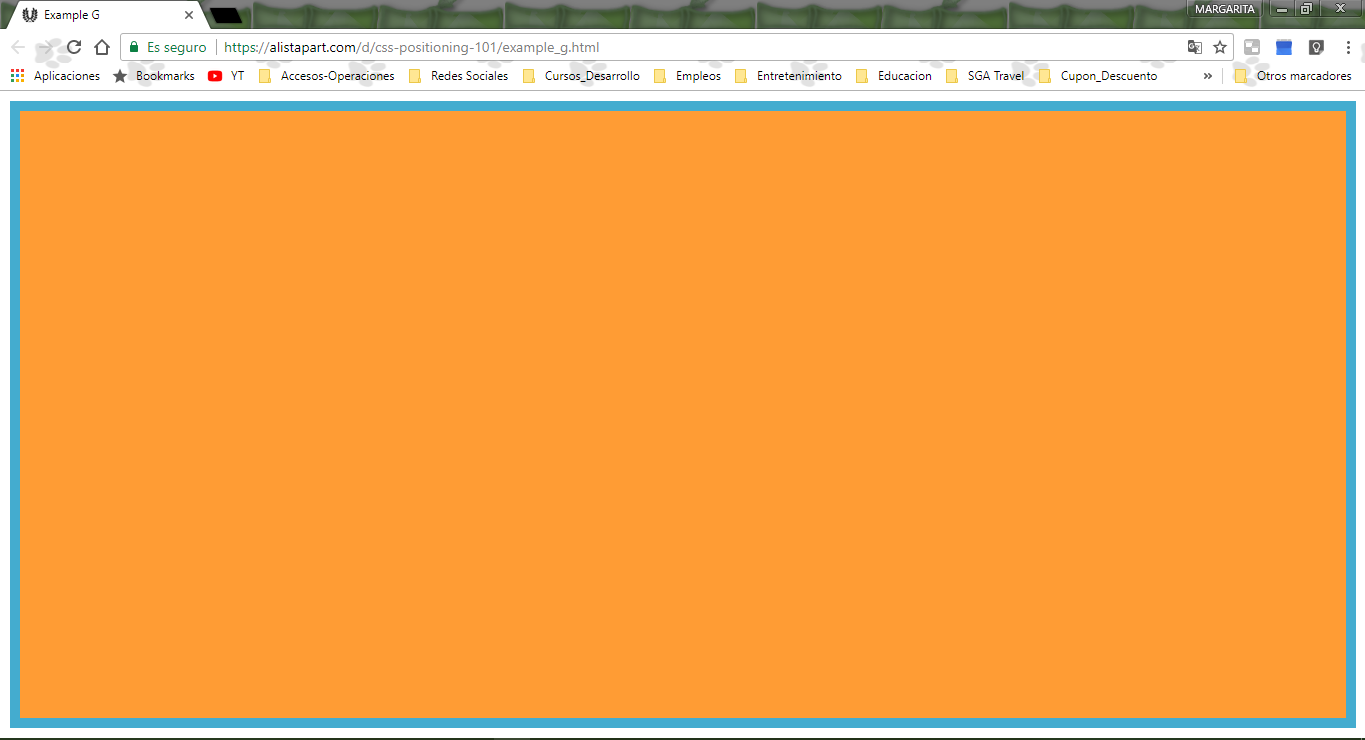 Example G
MARGARITA
Es seguro https://alistapart.com/d/css-positioning-101/example_g.html
Aplicaciones Bookmarks YT Accesos-Operaciones Redes Sociales Cursos_Desarrollo Empleos Entretenimiento Educacion SGA Travel Cupon_Descuento » Otros marcadores